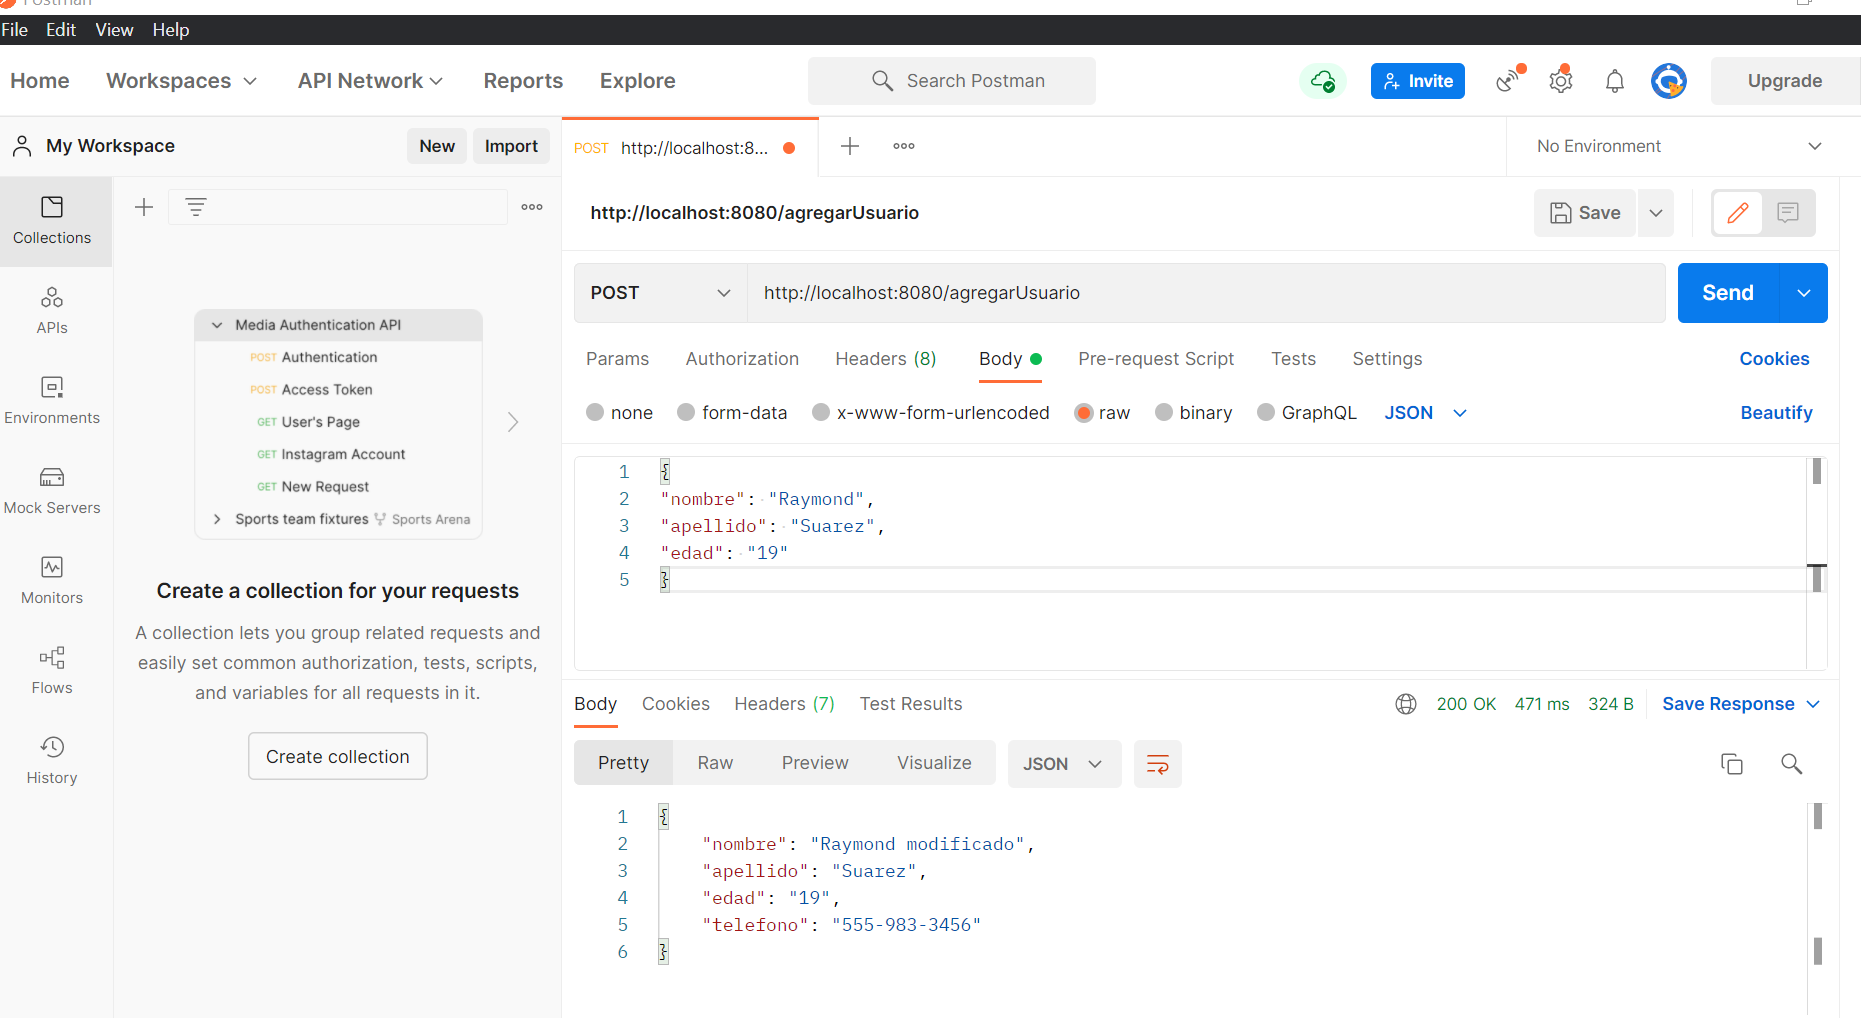 Postman
File Edit View Help
Home Workspaces API Network Reports Explore Search Postman Invite Upgrade
My Workspace New Import POST http://localhost:8... No Environment
Collections
http://localhost:8080/agregarUsuario Save
POST http://localhost:8080/agregarUsuario Send
APIs
Environments
Mock Servers
Monitors
Flows
History
Media Authentication API
POST Authentication
POST Access Token
GET User's Page
GET Instagram Account
GET New Request
Sports team fixtures Sports Arena
Create a collection for your requests
A collection lets you group related requests and
easily set common authorization, tests, scripts,
and variables for all requests in it.
Create collection
Params Authorization Headers (8) Body Pre-request Script Tests Settings Cookies
none form-data x-www-form-urlencoded raw binary GraphQL JSON Beautify
1 {
2 "nombre": "Raymond",
3 "apellido": "Suarez",
4 "edad": "19"
5 }
Body Cookies Headers (7) Test Results 200 OK 471 ms 324 B Save Response
Pretty Raw Preview Visualize JSON
1 {
2 "nombre": "Raymond modificado",
3 "apellido": "Suarez",
4 "edad": "19",
5 "telefono": "555-983-3456"
6 }